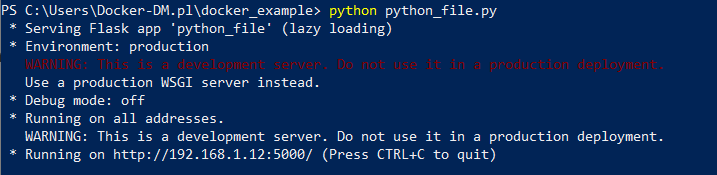 PS C:\Users\Docker-DM.pl\docker_example> python python_file.py
* Serving Flask app 'python_file' (lazy loading)
* Environment: production
WARNING: This is a development server. Do not use it in a production deployment.
Use a production WSGI server instead.
* Debug mode: off
* Running on all addresses.
WARNING: This is a development server. Do not use it in a production deployment.
* Running on http://192.168.1.12:5000/ (Press CTRL+C to quit)